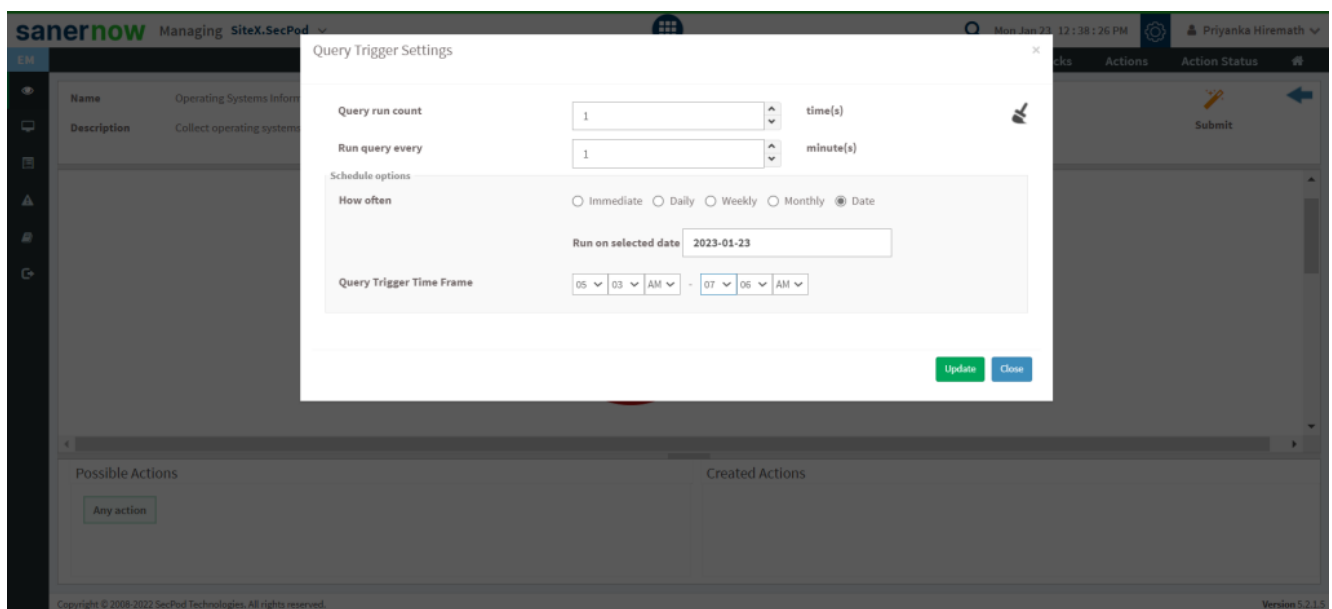 sanernow Managing SiteX.SecPod Mon Jan 23 12:38:26 PM Priyanka Hiremath
Query Trigger Settings ×
EM cks Actions Action Status
Name Operating Systems Inform
Description Collect operating systems
Submit
Query run count 1 time(s)
Run query every 1 minute(s)
Schedule options
How often Immediate Daily Weekly Monthly Date
Run on selected date 2023-01-23
Query Trigger Time Frame 05 03 AM - 07 06 AM
Update Close
Possible Actions Created Actions
Any action
Copyright © 2008-2022 SecPod Technologies. All rights reserved. Version 5.2.1.5